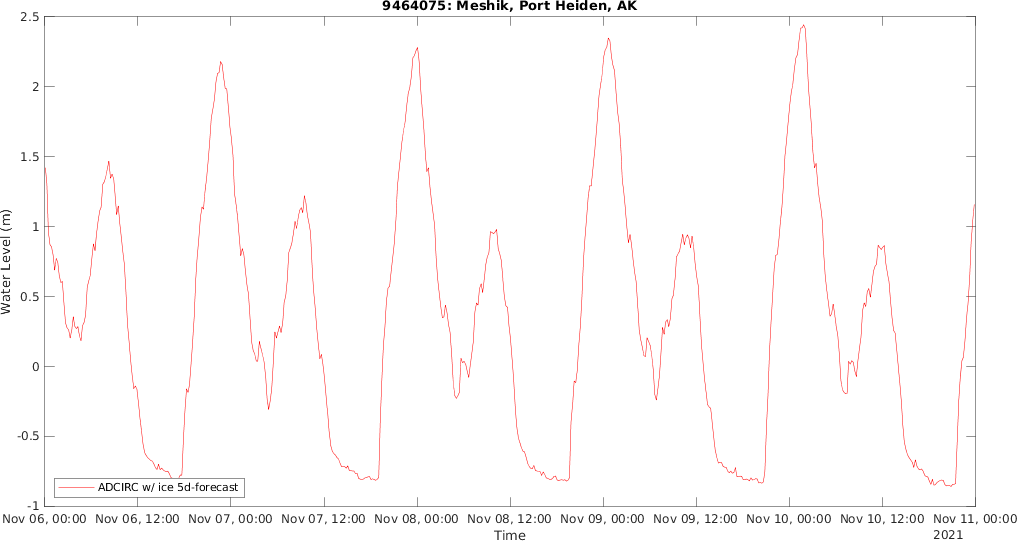 9464075: Meshik, Port Heiden, AK
2.5
2
1.5
1
0.5
0
-0.5
-1
Water Level (m)
ADCIRC w/ ice 5d-forecast
Nov 06, 00:00 Nov 06, 12:00 Nov 07, 00:00 Nov 07, 12:00 Nov 08, 00:00 Nov 08, 12:00 Nov 09, 00:00 Nov 09, 12:00 Nov 10, 00:00 Nov 10, 12:00 Nov 11, 00:00
Time
2021